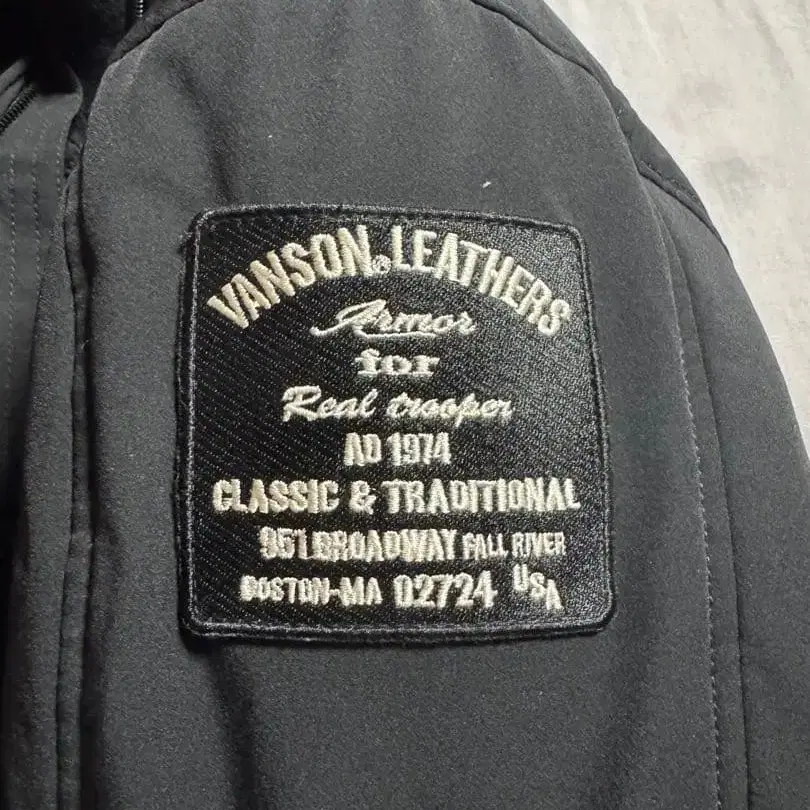 VANSON® LEATHERS
Armor
for
Real trooper
AD 1974
CLASSIC & TRADITIONAL
951 BROADWAY FALL RIVER
BOSTON-MA 02724 USA